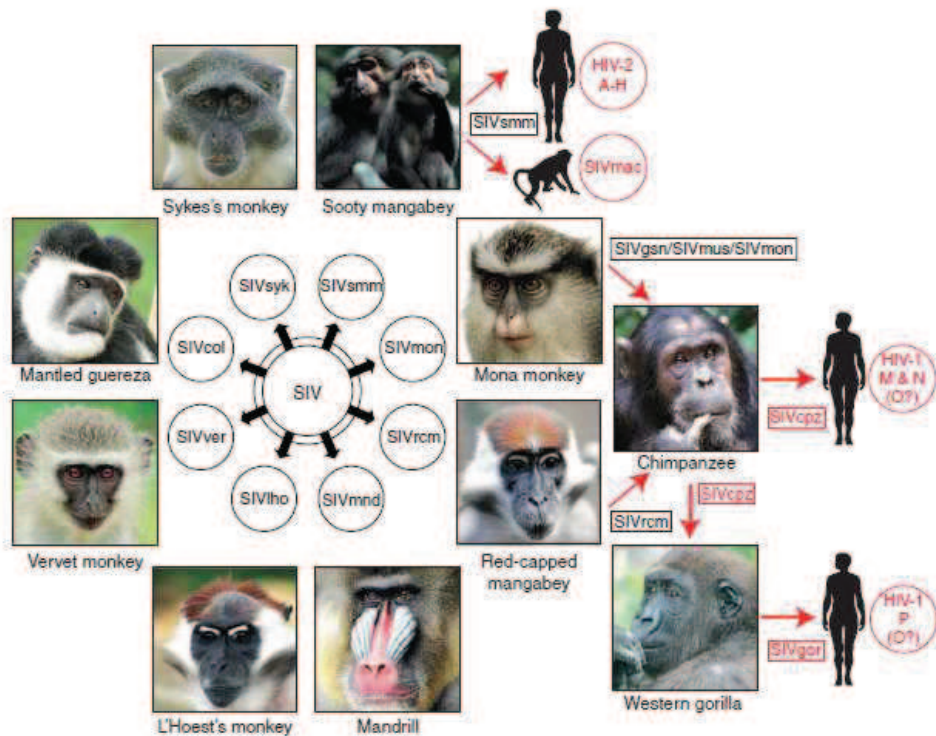 HIV-2
A-H
SIVsmm
SIVmac
Sykes's monkey
Sooty mangabey
SIVgsn/SIVmus/SIVmon
SIVsyk
SIVsmm
SIVcol
SIVmon
SIV
Mantled guereza
Mona monkey
HIV-1
M & N
(O?)
SIVcpz
SIVver
SIVrcm
Chimpanzee
SIVlho
SIVmnd
SIVcpz
SIVrcm
Vervet monkey
Red-capped
mangabey
HIV-1
P
(O?)
SIVgor
L'Hoest's monkey
Mandrill
Western gorilla